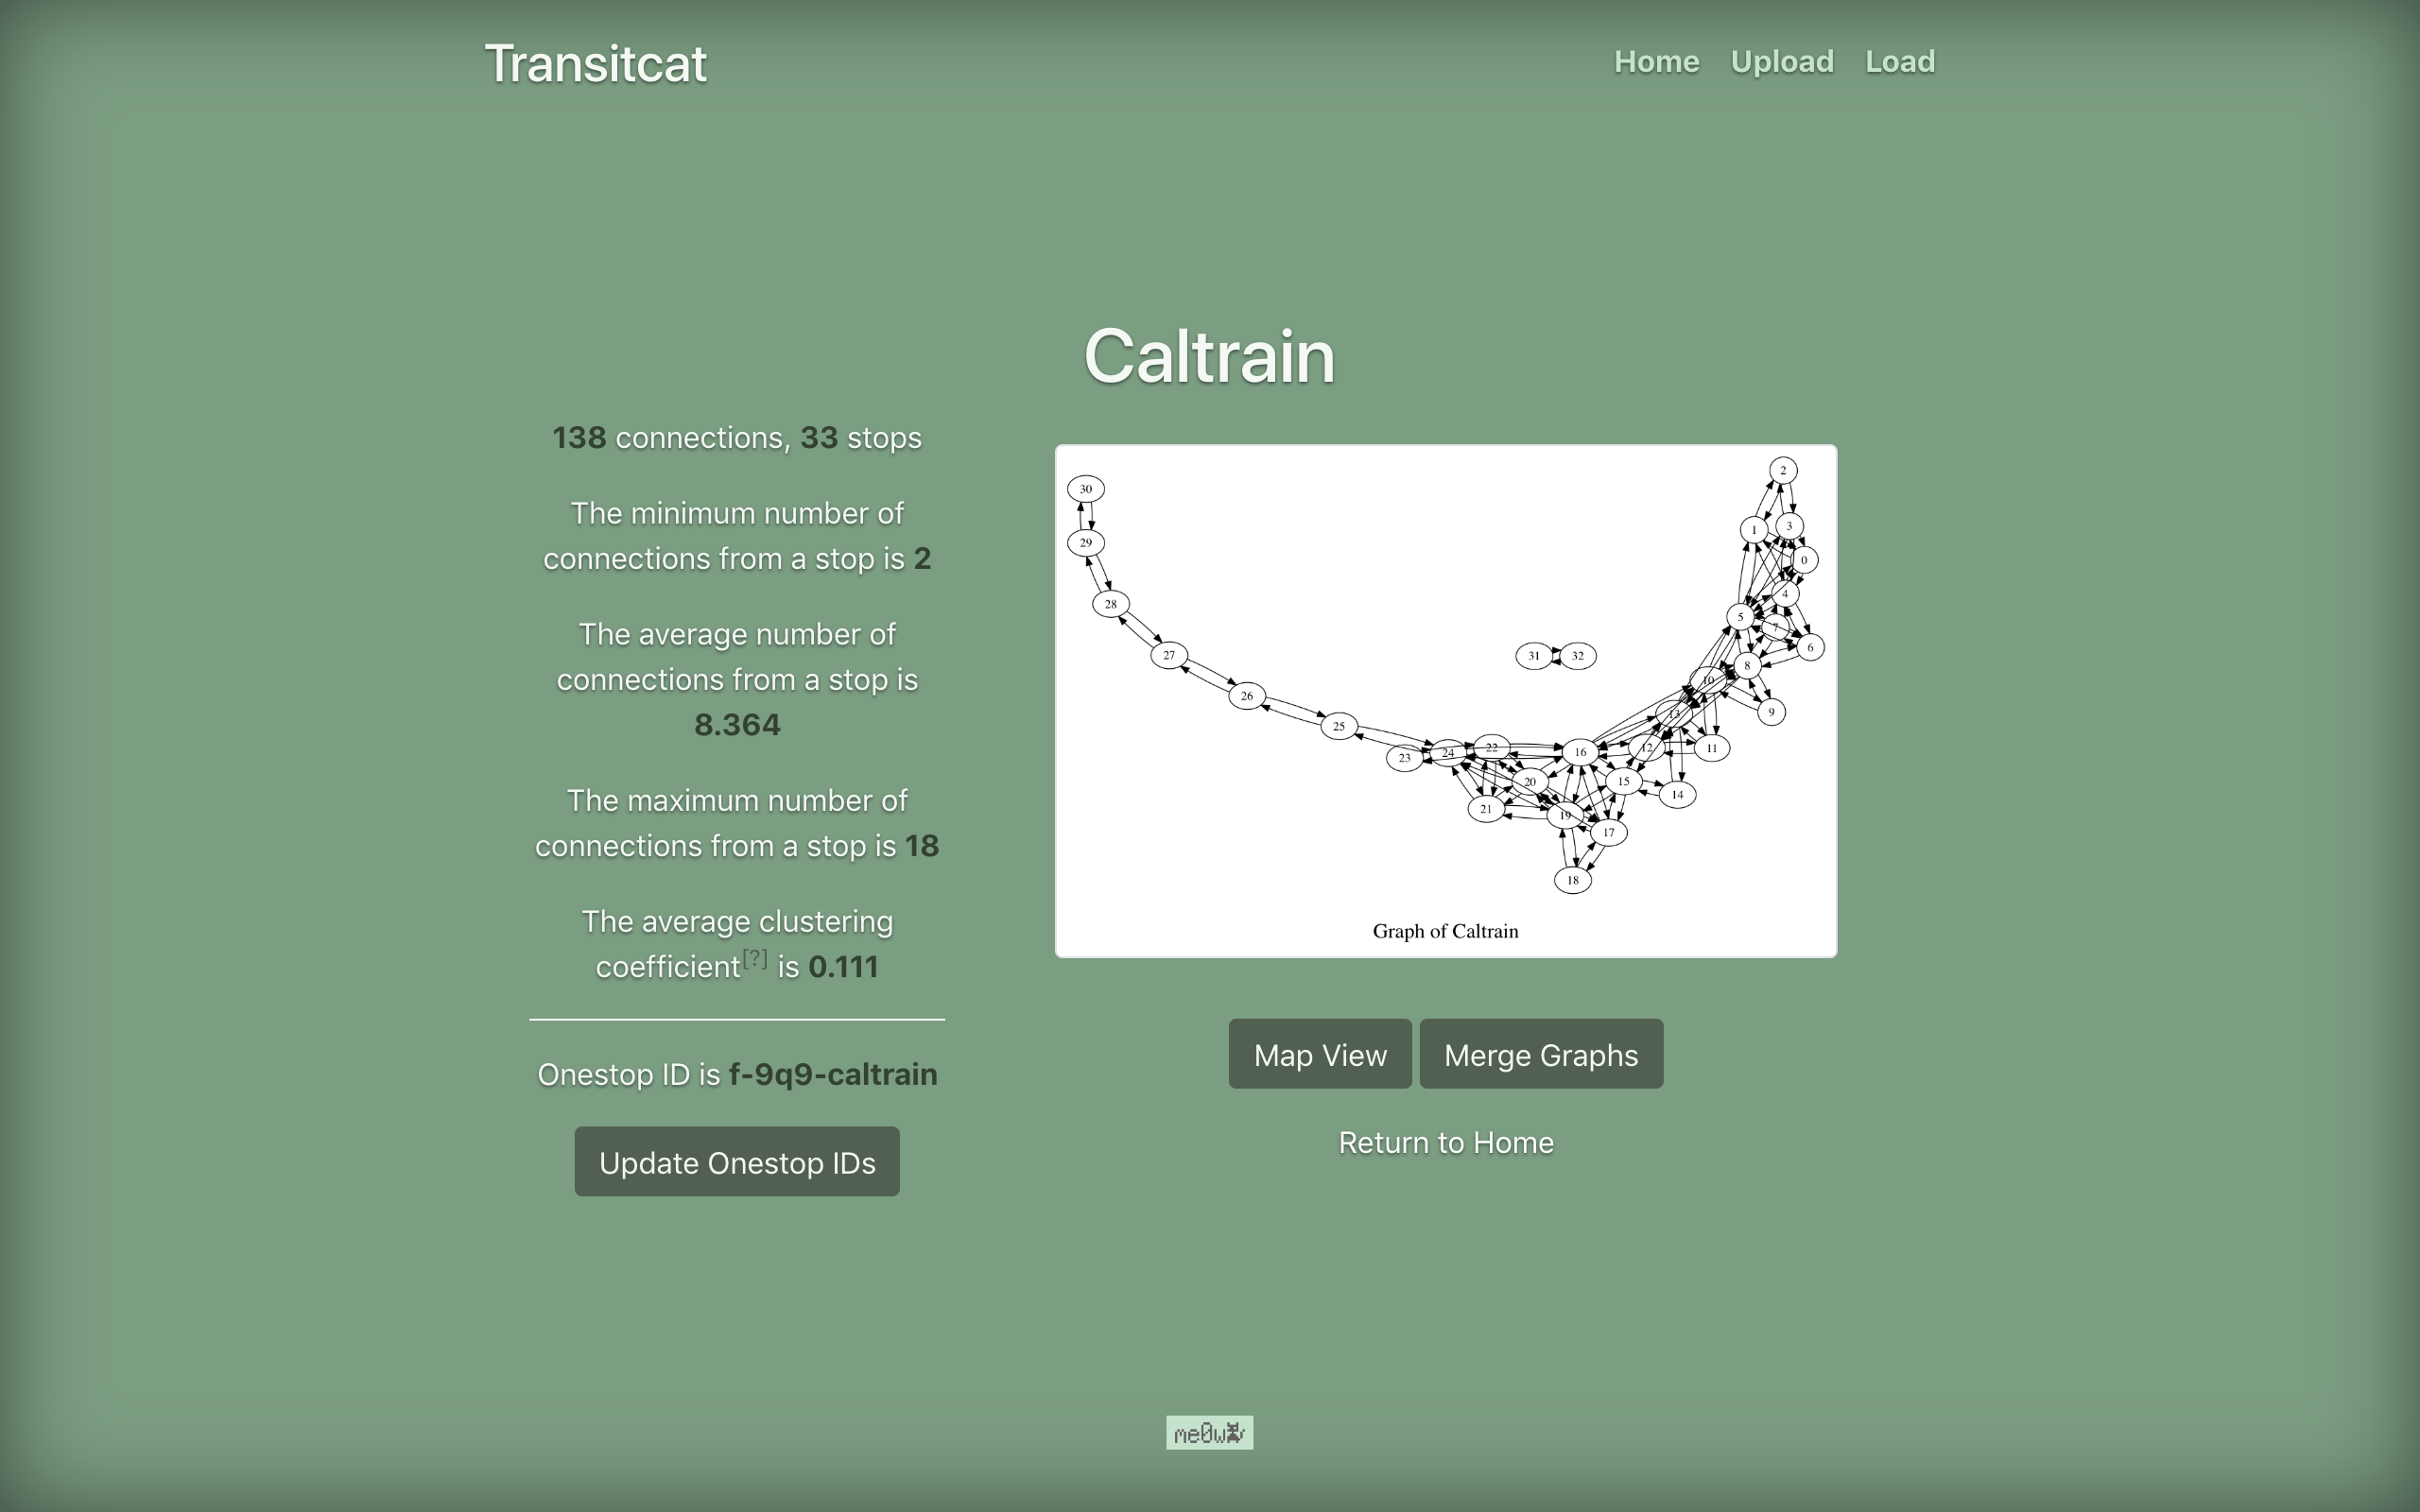 Transitcat
Home Upload Load
Caltrain
138 connections, 33 stops
The minimum number of
connections from a stop is 2
The average number of
connections from a stop is
8.364
The maximum number of
connections from a stop is 18
The average clustering
coefficient[?] is 0.111
Onestop ID is f-9q9-caltrain
Update Onestop IDs
2
30
3
1
29
0
4
28
5
7
6
27
31
32
8
10
26
9
13
25
22
12
11
24
16
23
20
15
14
21
19
17
18
Graph of Caltrain
Map View
Merge Graphs
Return to Home
me0w